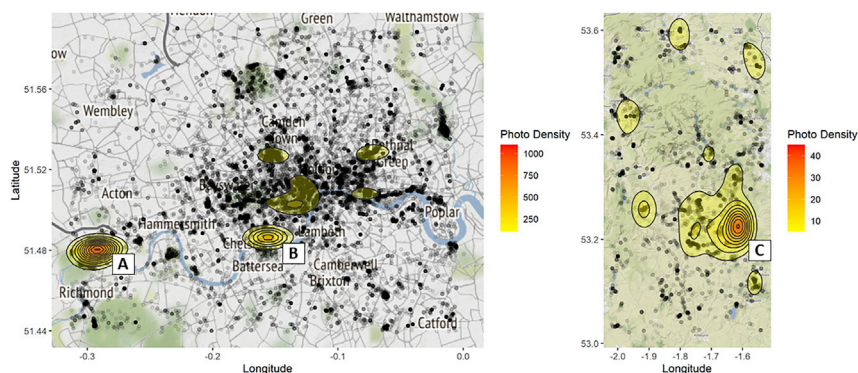 Green
Walthamstow
Wembley
Camden
Town
Acton
Hammersmith
Poplar
Lambeth
Battersea
Camberwell
Brixton
Richmond
Catford
A
B
51.56
51.52
51.48
51.44
Latitude
-0.3
-0.2
-0.1
0.0
Longitude
Photo Density
1000
750
500
250
53.6
53.4
53.2
53.0
C
-2.0
-1.9
-1.8
-1.7
-1.6
Longitude
Photo Density
40
30
20
10